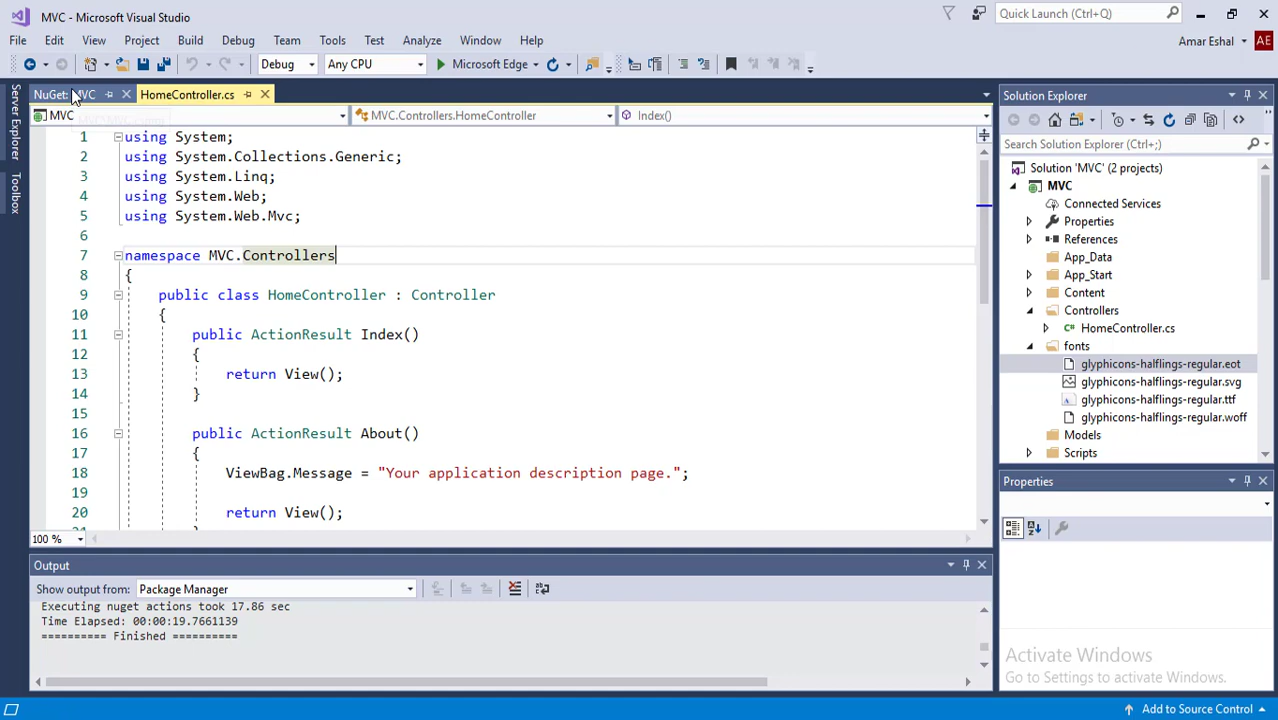 MVC - Microsoft Visual Studio
Quick Launch (Ctrl+Q)
File Edit View Project Build Debug Team Tools Test Analyze Window Help
Amar Eshal AE
Debug Any CPU Microsoft Edge
NuGet: MVC HomeController.cs
MVC MVC.Controllers.HomeController Index()
Server Explorer
Toolbox
1 using System;
2 using System.Collections.Generic;
3 using System.Linq;
4 using System.Web;
5 using System.Web.Mvc;
6
7 namespace MVC.Controllers
8 {
9 public class HomeController : Controller
10 {
11 public ActionResult Index()
12 {
13 return View();
14 }
15
16 public ActionResult About()
17 {
18 ViewBag.Message = "Your application description page.";
19
20 return View();
100 %
Output
Show output from: Package Manager
Executing nuget actions took 17.86 sec
Time Elapsed: 00:00:19.7661139
========== Finished ==========
Solution Explorer
Search Solution Explorer (Ctrl+;)
Solution 'MVC' (2 projects)
MVC
Connected Services
Properties
References
App_Data
App_Start
Content
Controllers
HomeController.cs
fonts
glyphicons-halflings-regular.eot
glyphicons-halflings-regular.svg
glyphicons-halflings-regular.ttf
glyphicons-halflings-regular.woff
Models
Scripts
Properties
Activate Windows
Go to Settings to activate Windows.
Add to Source Control